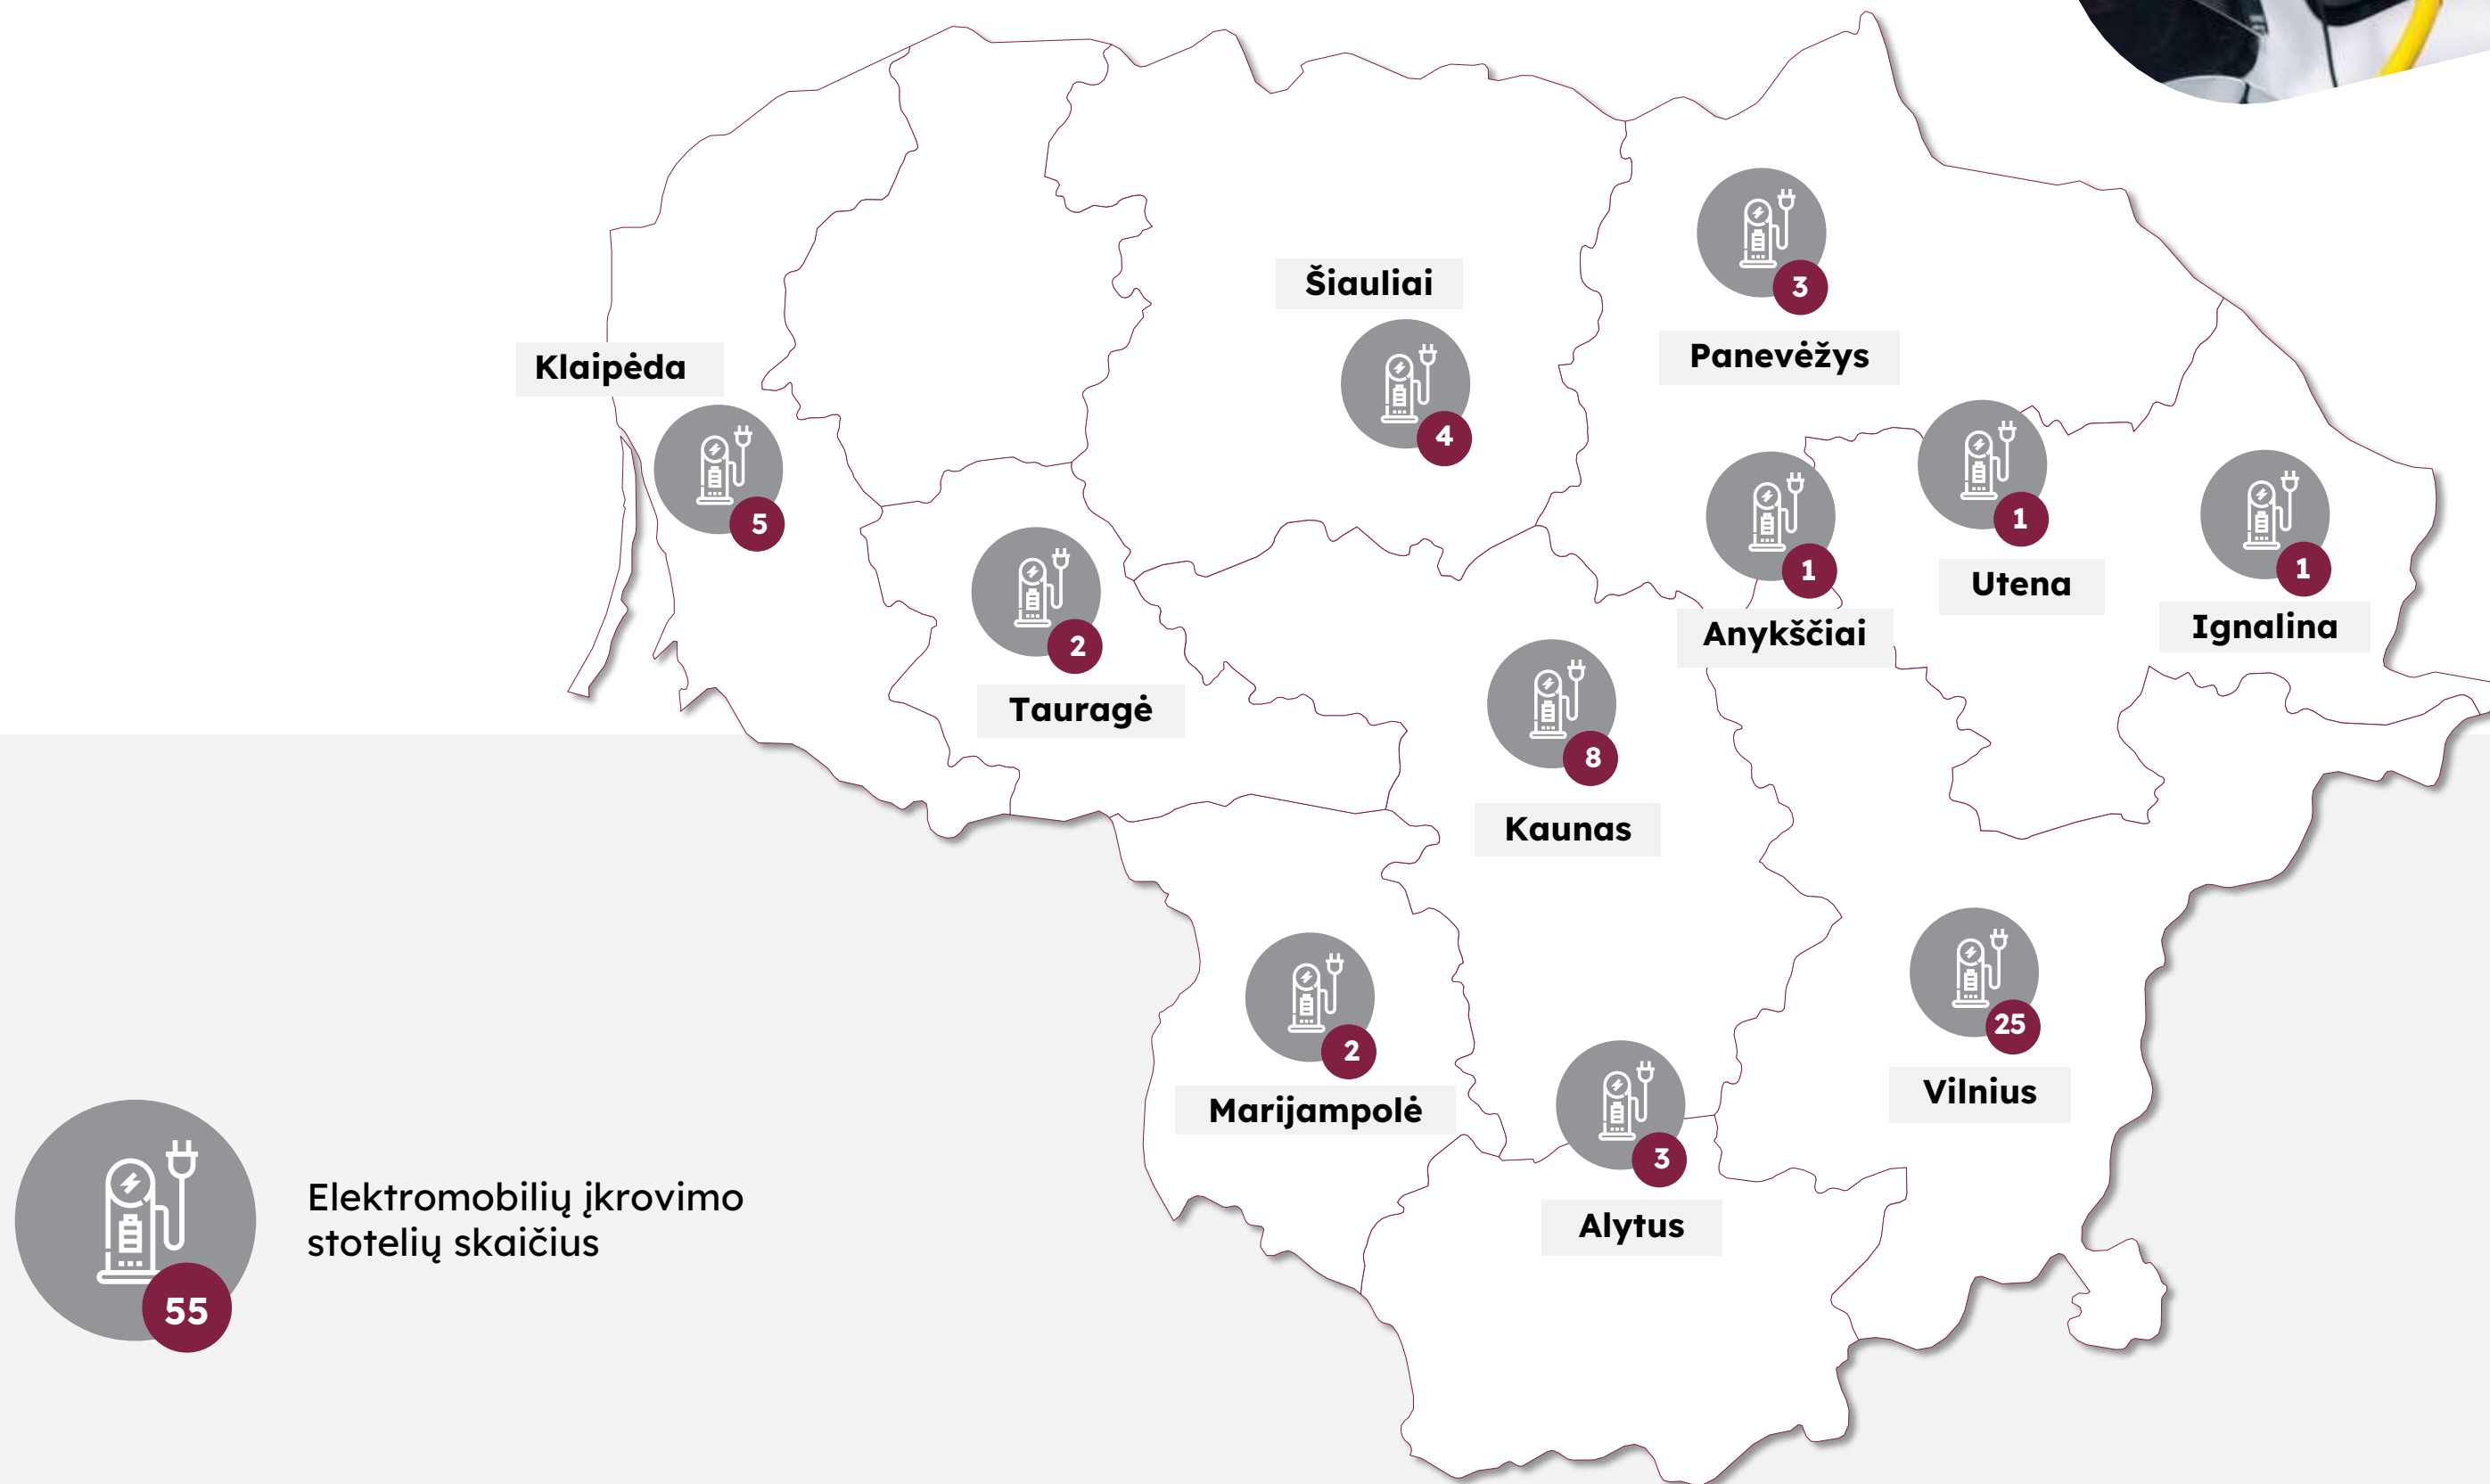 3
Šiauliai
Panevėžys
Klaipėda
4
5
1
1
1
Utena
Ignalina
Anykščiai
2
Tauragė
8
Kaunas
25
2
Vilnius
Marijampolė
3
Alytus
Elektromobilių įkrovimo
stotelių skaičius
55